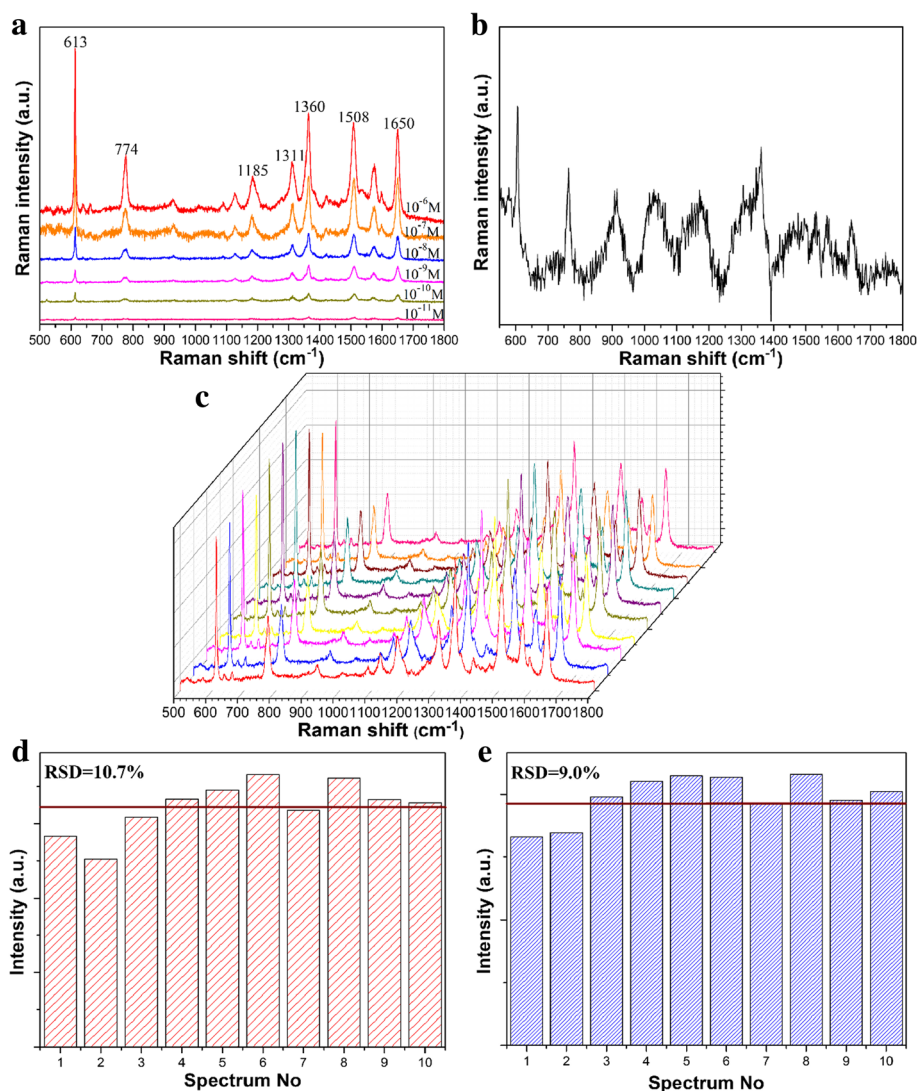 a
613
774
1185
1311
1360
1508
1650
10⁻⁶M
10⁻⁷M
10⁻⁸M
10⁻⁹M
10⁻¹⁰M
10⁻¹¹M
Raman intensity (a.u.)
500 600 700 800 900 1000 1100 1200 1300 1400 1500 1600 1700 1800
Raman shift (cm⁻¹)
b
Raman intensity (a.u.)
600 700 800 900 1000 1100 1200 1300 1400 1500 1600 1700 1800
Raman shift (cm⁻¹)
c
500 600 700 800 900 1000 1100 1200 1300 1400 1500 1600 1700 1800
Raman shift (cm⁻¹)
d
RSD=10.7%
Intensity (a.u.)
1 2 3 4 5 6 7 8 9 10
Spectrum No
e
RSD=9.0%
Intensity (a.u.)
1 2 3 4 5 6 7 8 9 10
Spectrum No